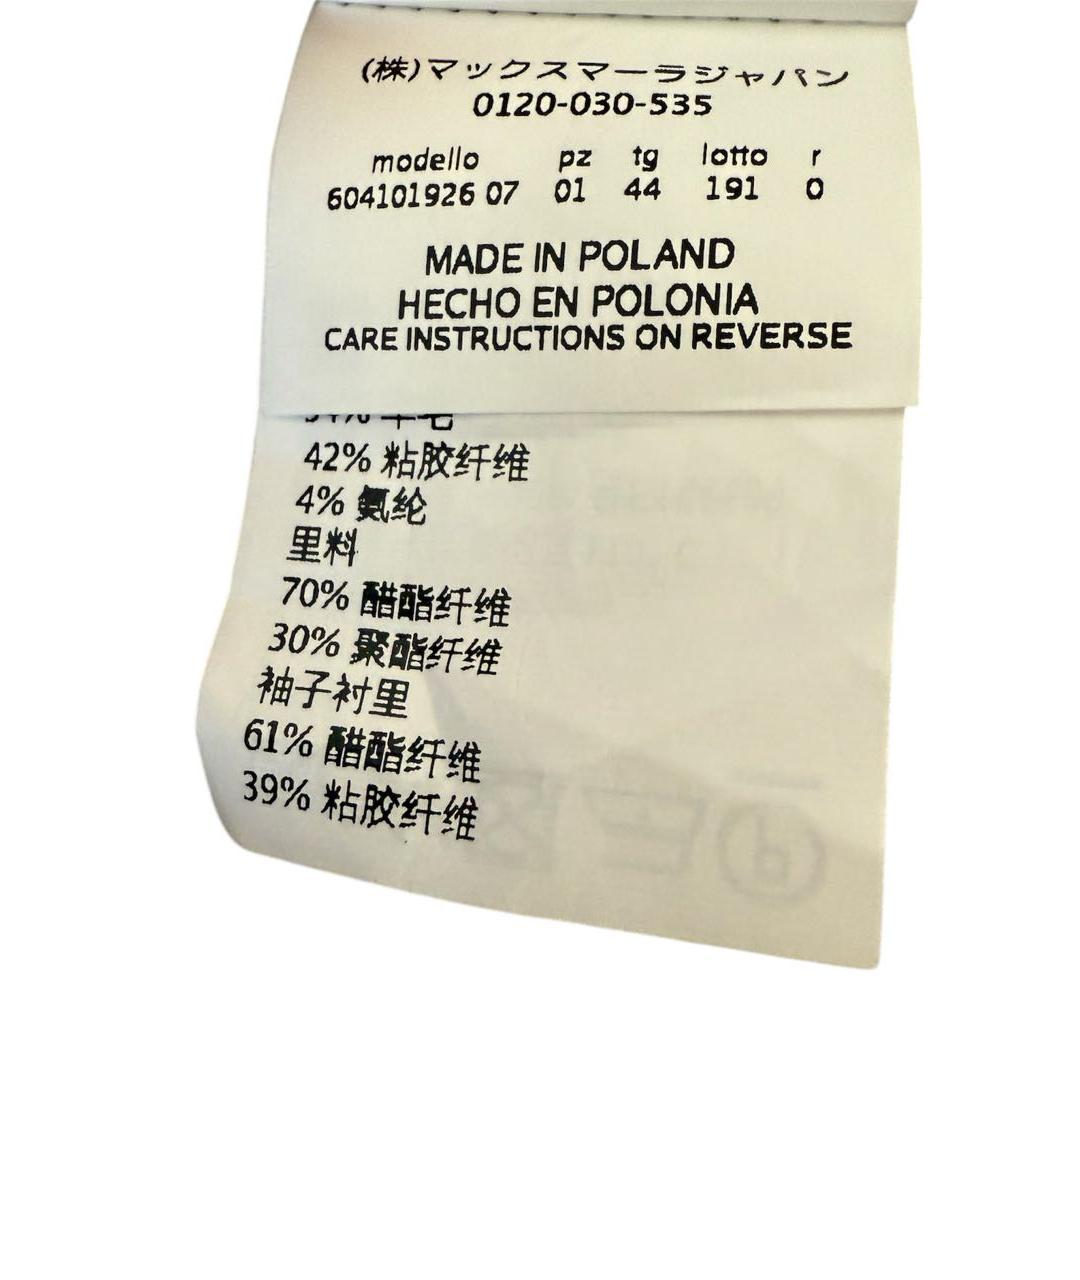 (株)マックスマーラジャパン
0120-030-535
modello pz tg lotto r
604101926 07 01 44 191 0
MADE IN POLAND
HECHO EN POLONIA
CARE INSTRUCTIONS ON REVERSE
42% 粘胶纤维
4% 氨纶
里料
70% 醋酯纤维
30% 聚酯纤维
袖子衬里
61% 醋酯纤维
39% 粘胶纤维